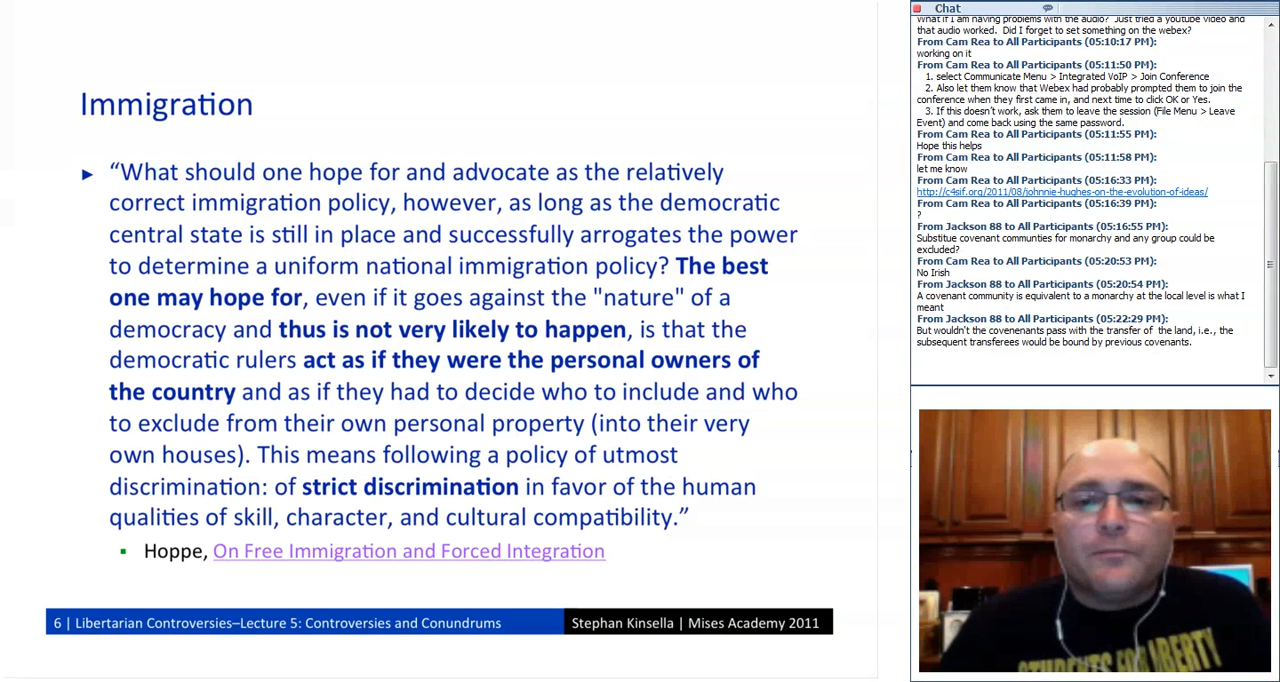 Immigration
► “What should one hope for and advocate as the relatively
correct immigration policy, however, as long as the democratic
central state is still in place and successfully arrogates the power
to determine a uniform national immigration policy? The best
one may hope for, even if it goes against the "nature" of a
democracy and thus is not very likely to happen, is that the
democratic rulers act as if they were the personal owners of
the country and as if they had to decide who to include and who
to exclude from their own personal property (into their very
own houses). This means following a policy of utmost
discrimination: of strict discrimination in favor of the human
qualities of skill, character, and cultural compatibility.”
▪ Hoppe, On Free Immigration and Forced Integration
6 | Libertarian Controversies–Lecture 5: Controversies and Conundrums
Stephan Kinsella | Mises Academy 2011
Chat
What if I am having problems with the audio? Just tried a youtube video and
that audio worked. Did I forget to set something on the webex?
From Cam Rea to All Participants (05:10:17 PM):
working on it
From Cam Rea to All Participants (05:11:50 PM):
1. select Communicate Menu > Integrated VoIP > Join Conference
2. Also let them know that Webex had probably prompted them to join the
conference when they first came in, and next time to click OK or Yes.
3. If this doesn't work, ask them to leave the session (File Menu > Leave
Event) and come back using the same password.
From Cam Rea to All Participants (05:11:55 PM):
Hope this helps
From Cam Rea to All Participants (05:11:58 PM):
let me know
From Cam Rea to All Participants (05:16:33 PM):
http://c4sif.org/2011/08/johnnie-hughes-on-the-evolution-of-ideas/
From Cam Rea to All Participants (05:16:39 PM):
?
From Jackson 88 to All Participants (05:16:55 PM):
Substitue covenant communties for monarchy and any group could be
excluded?
From Cam Rea to All Participants (05:20:53 PM):
No Irish
From Jackson 88 to All Participants (05:20:54 PM):
A covenant community is equivalent to a monarchy at the local level is what I
meant
From Jackson 88 to All Participants (05:22:29 PM):
But wouldn't the covenenants pass with the transfer of the land, i.e., the
subsequent transferees would be bound by previous covenants.
STUDENTS FOR LIBERTY